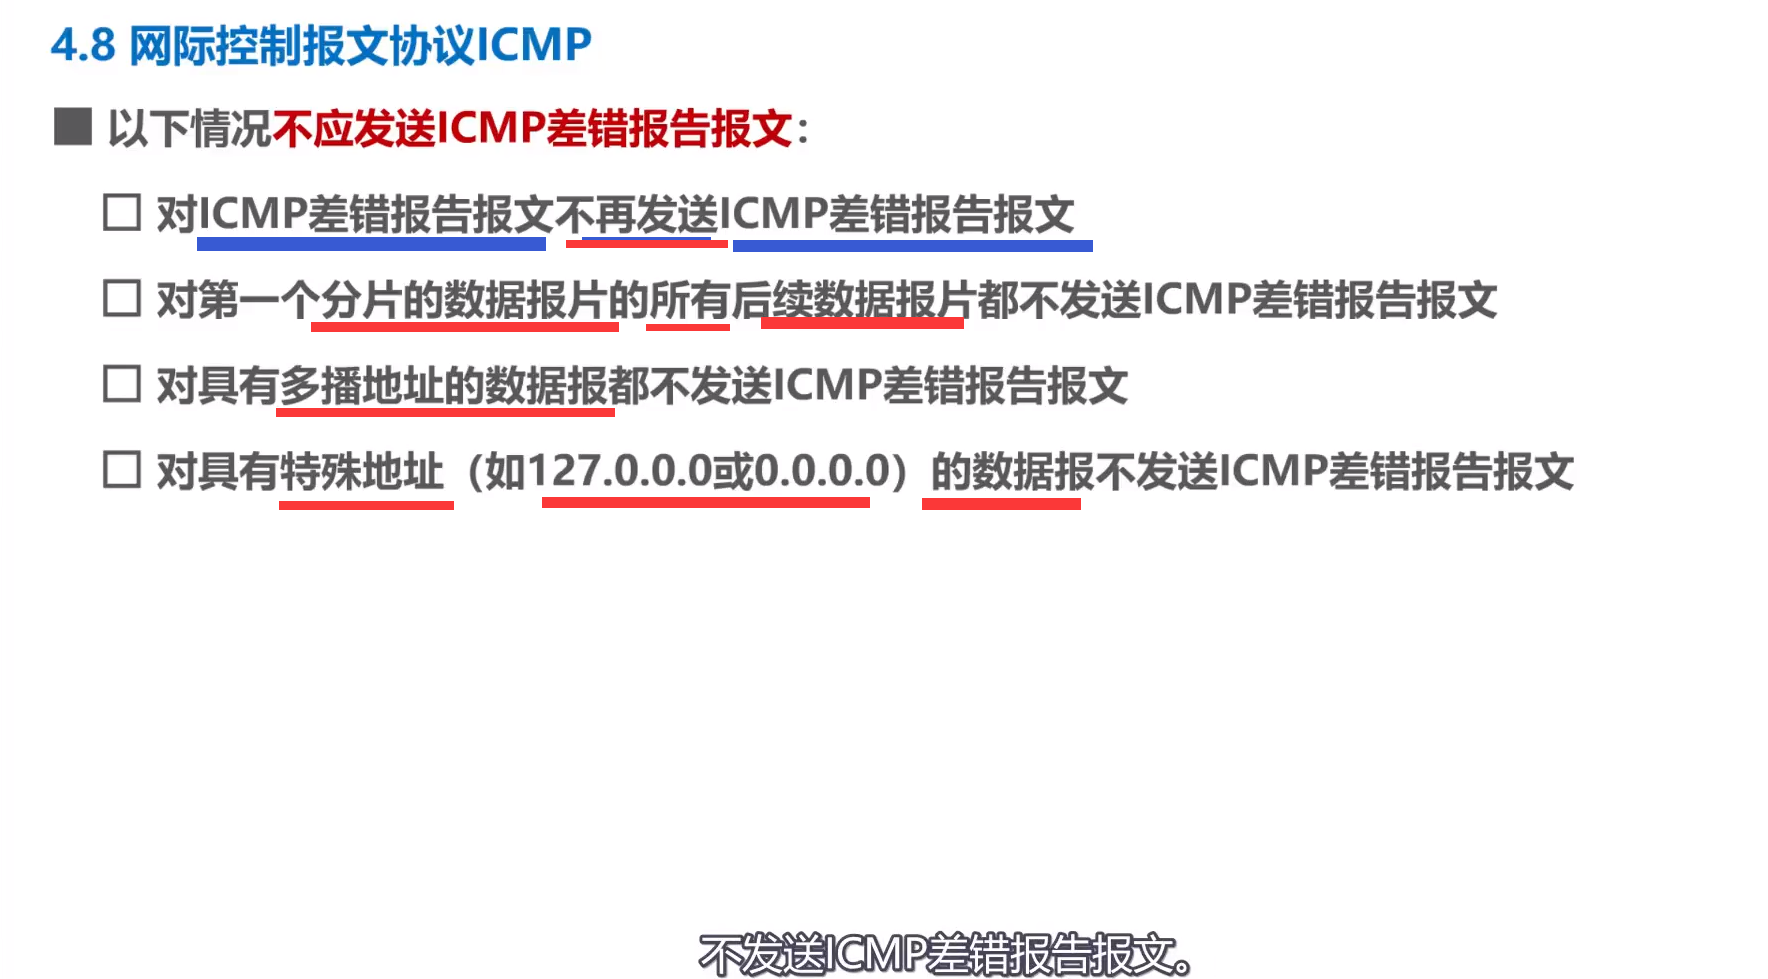 4.8 网际控制报文协议ICMP
以下情况不应发送ICMP差错报告报文：
对ICMP差错报告报文不再发送ICMP差错报告报文
对第一个分片的数据报片的所有后续数据报片都不发送ICMP差错报告报文
对具有多播地址的数据报都不发送ICMP差错报告报文
对具有特殊地址（如127.0.0.0或0.0.0.0）的数据报不发送ICMP差错报告报文
不发送ICMP差错报告报文。